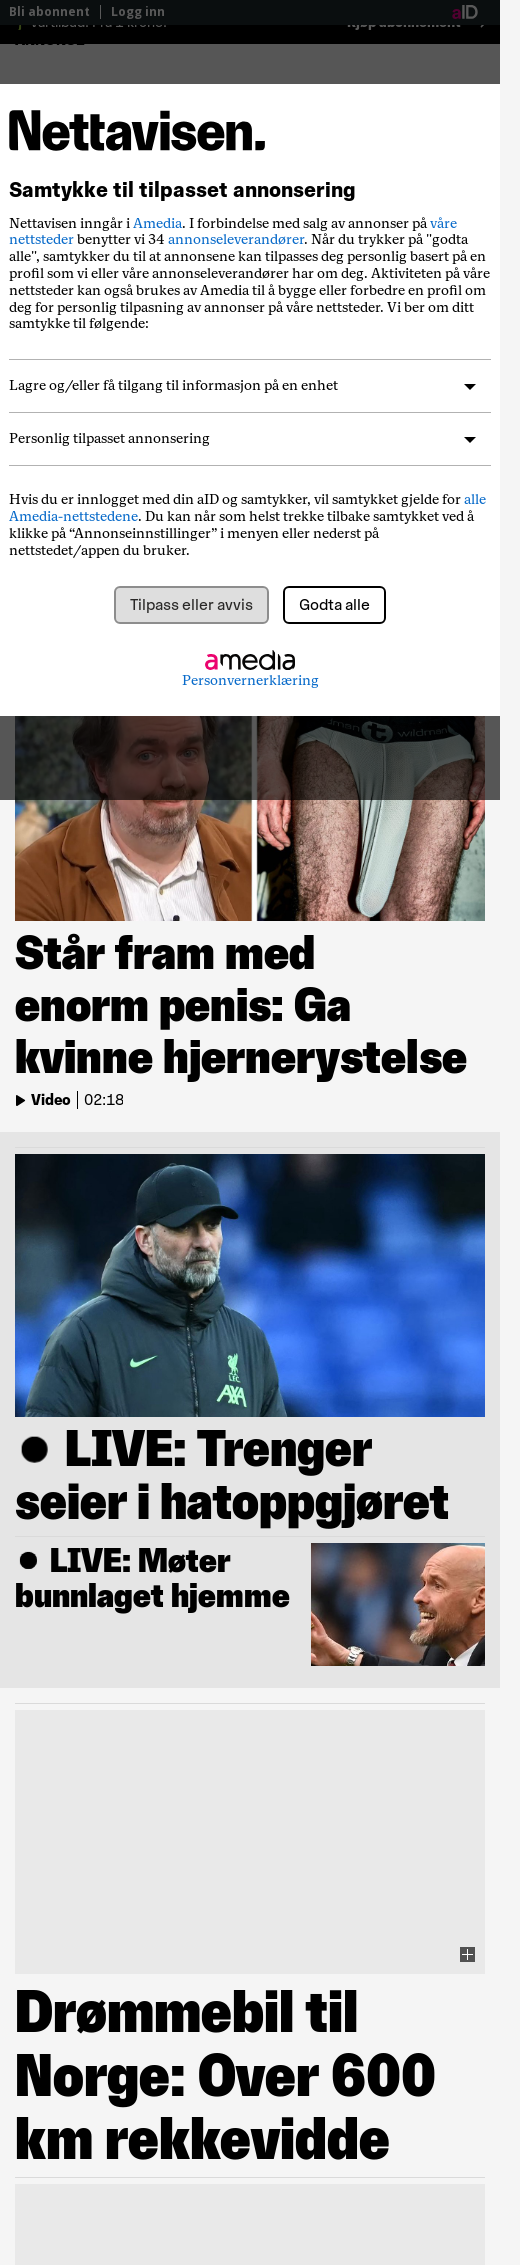 Bli abonnent | Logg inn
aID
Nettavisen.
Samtykke til tilpasset annonsering
Nettavisen inngår i Amedia. I forbindelse med salg av annonser på våre
nettsteder benytter vi 34 annonseleverandører. Når du trykker på "godta
alle", samtykker du til at annonsene kan tilpasses deg personlig basert på en
profil som vi eller våre annonseleverandører har om deg. Aktiviteten på våre
nettsteder kan også brukes av Amedia til å bygge eller forbedre en profil om
deg for personlig tilpasning av annonser på våre nettsteder. Vi ber om ditt
samtykke til følgende:
Lagre og/eller få tilgang til informasjon på en enhet
Personlig tilpasset annonsering
Hvis du er innlogget med din aID og samtykker, vil samtykket gjelde for alle
Amedia-nettstedene. Du kan når som helst trekke tilbake samtykket ved å
klikke på “Annonseinnstillinger” i menyen eller nederst på
nettstedet/appen du bruker.
Tilpass eller avvis
Godta alle
amedia
Personvernerklæring
Står fram med
enorm penis: Ga
kvinne hjernerystelse
Video | 02:18
LFC
AXA
● LIVE: Trenger
seier i hatoppgjøret
● LIVE: Møter
bunnlaget hjemme
Drømmebil til
Norge: Over 600
km rekkevidde